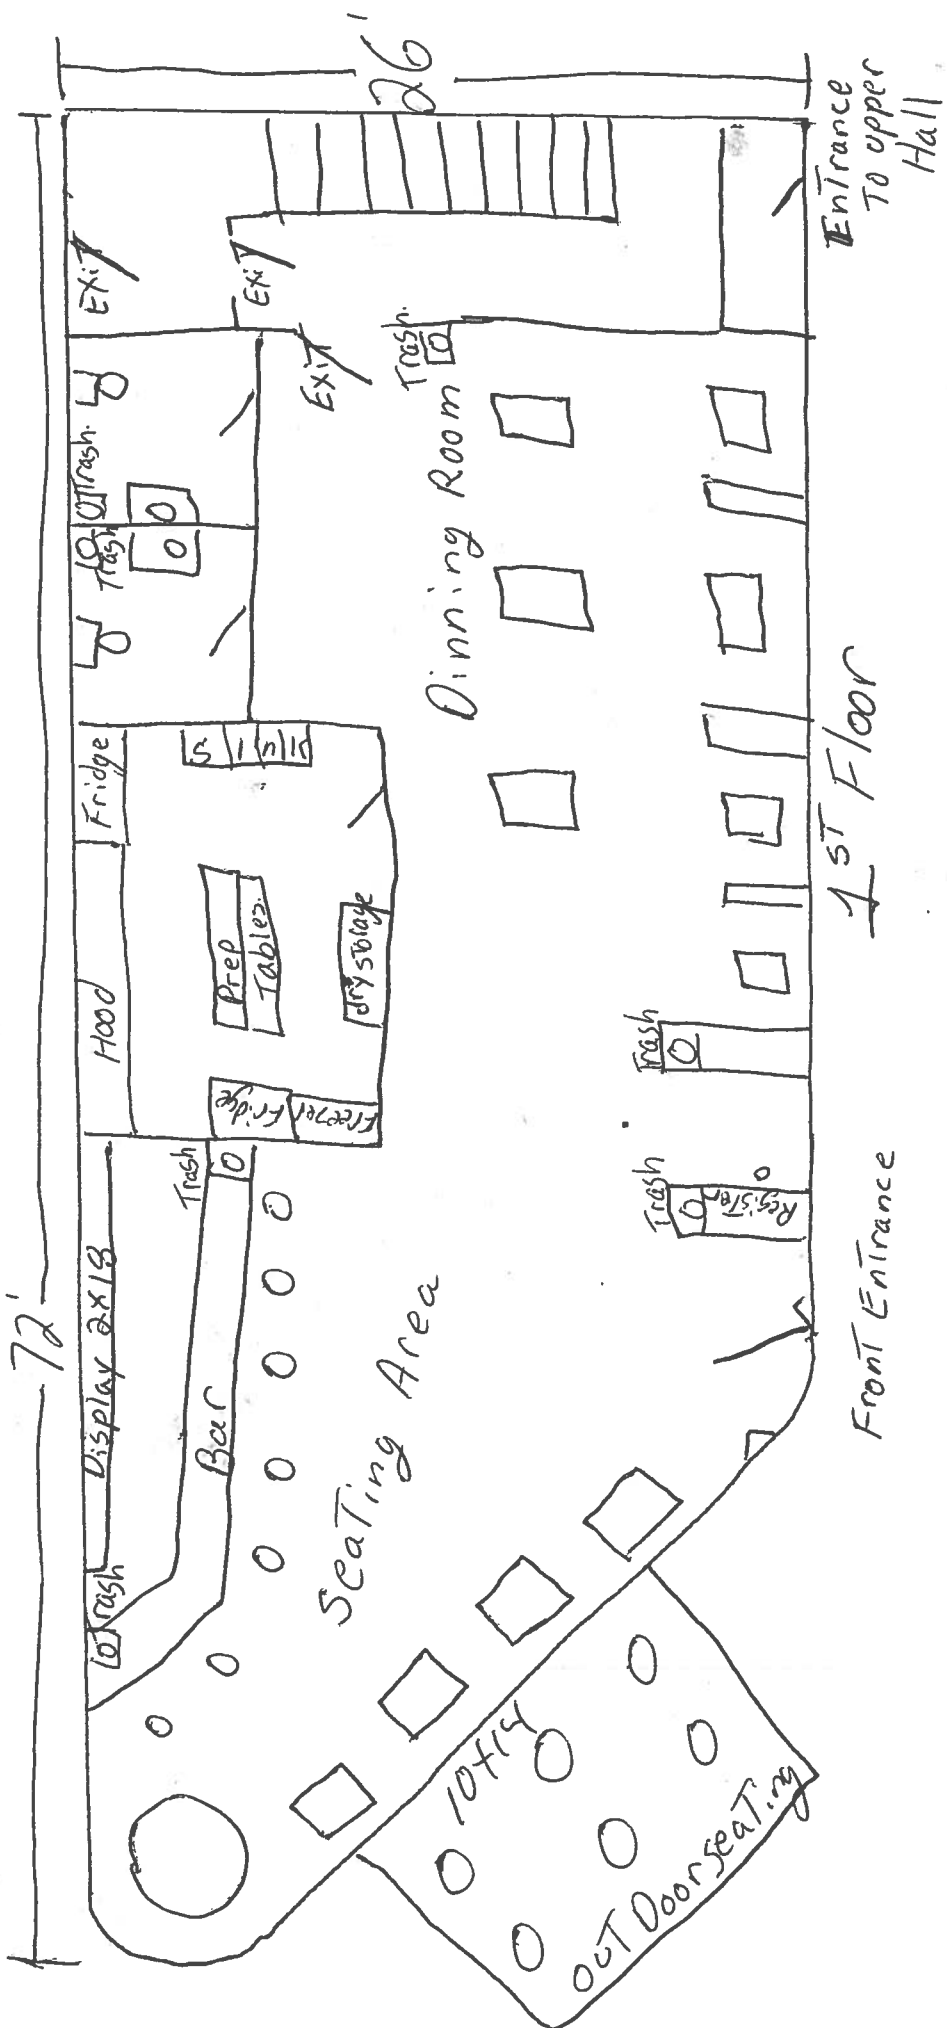 72'
26'
Exit
Exit
Exit
Trash.
Trash.
Trash
Fridge
Hood
Prep
Tables.
dry storage
Fridge
Freezer
Dinning Room
Trash
Display 2x18
Bar
Trash
Seating Area
Trash
Trash
Register
10+14
OUT Door seaTing
1ST Floor
Front Entrance
Entrance
To upper
Hall